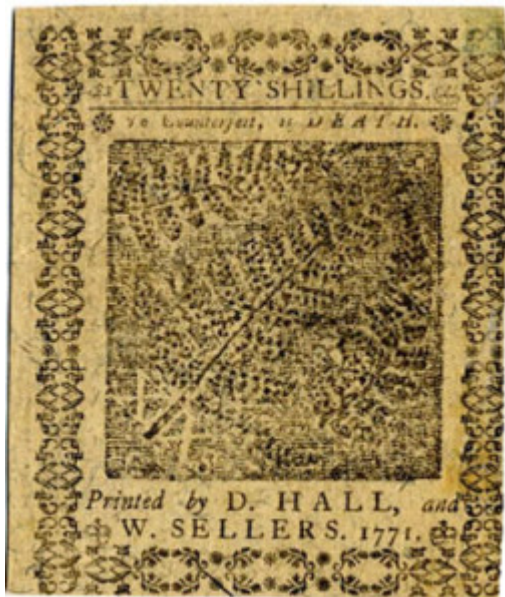 TWENTY SHILLINGS.
To Counterfeit, is DEATH.
Printed by D. HALL, and
W. SELLERS. 1771.